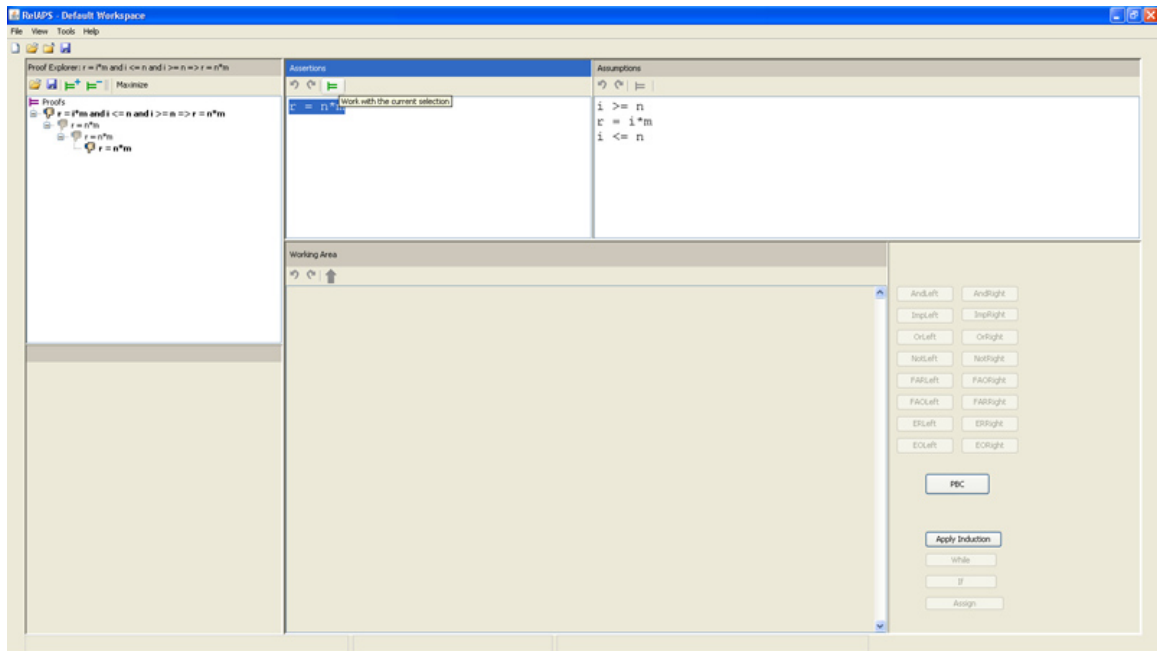 RelAPS - Default Workspace
File View Tools Help
Proof Explorer: r = i*m and i <= n and i >= n => r = n*m
Assertions
Assumptions
Maximize
Proofs
r = i*m and i <= n and i >= n => r = n*m
r = n*m
r = n*m
r = n*m
r = n*m
Work with the current selection
i >= n
r = i*m
i <= n
Working Area
AndLeft AndRight
ImpLeft ImpRight
OrLeft OrRight
NotLeft NotRight
FARLeft FAORight
FAOLeft FARRight
ERLeft ERRight
EOLeft EORight
PBC
Apply Induction
While
If
Assign